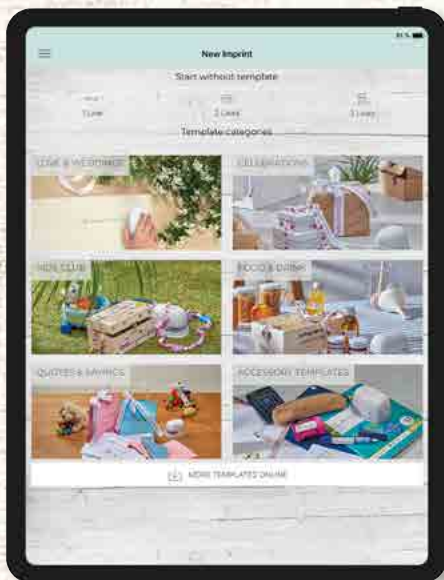 New Imprint
Start without template
1 Line
2 Lines
3 Lines
Template categories
LOVE & WEDDINGS
CELEBRATIONS
KIDS CLUB
FOOD & DRINK
QUOTES & SAYINGS
ACCESSORY TEMPLATES
MORE TEMPLATES ONLINE